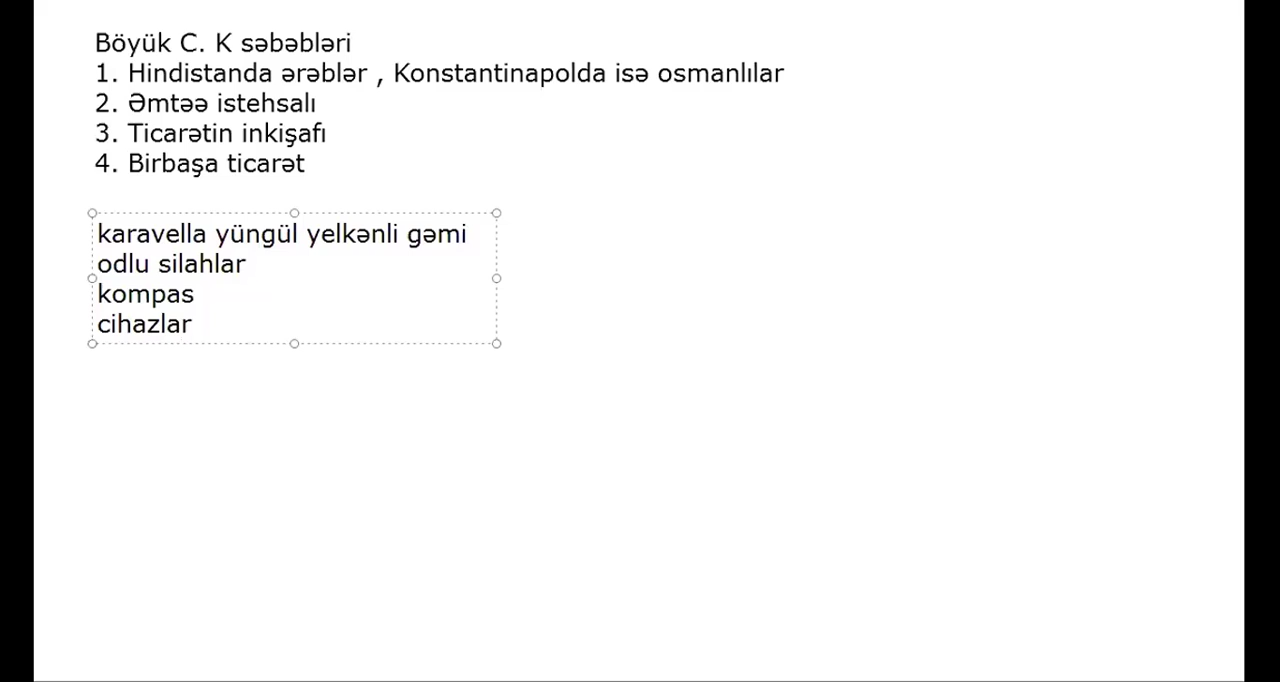 Böyük C. K səbəbləri
1. Hindistanda ərəblər , Konstantinapolda isə osmanlılar
2. Əmtəə istehsalı
3. Ticarətin inkişafı
4. Birbaşa ticarət
karavella yüngül yelkənli gəmi
odlu silahlar
kompas
cihazlar